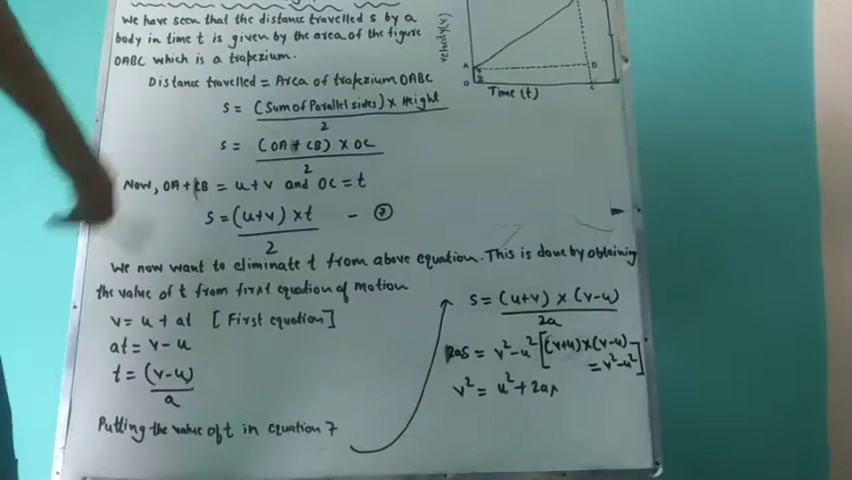 We have seen that the distance travelled s by a
body in time t is given by the area of the figure
OABC which is a trapezium.
Distance travelled = Area of trapezium OABC
s = (Sum of Parallel sides) x Height
2
s = (OA + CB) x OC
2
Now, OA + CB = u+v and OC = t
s = (u+v) x t - 7
2
We now want to eliminate t from above equation. This is done by obtaining
the value of t from first equation of Motion
v = u + at [First equation]
at = v - u
t = (v-u)
a
Putting the value of t in equation 7
s = (u+v) x (v-u)
2a
2as = v² - u² [(v+u) x (v-u)
= v² - u²]
v² = u² + 2as
velocity(v)
A
D
O
C
Time (t)